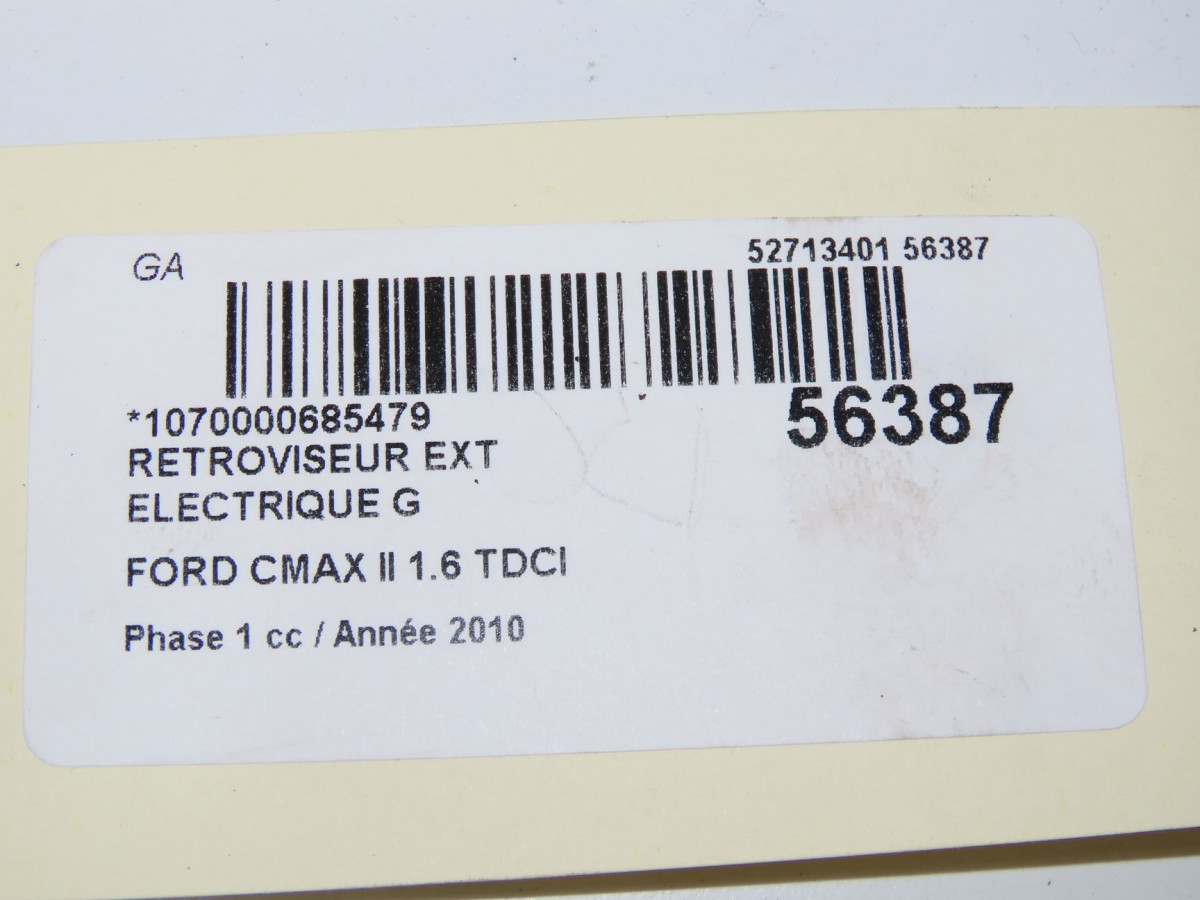 GA
52713401 56387
*1070000685479
56387
RETROVISEUR EXT
ELECTRIQUE G
FORD CMAX II 1.6 TDCI
Phase 1 cc / Année 2010